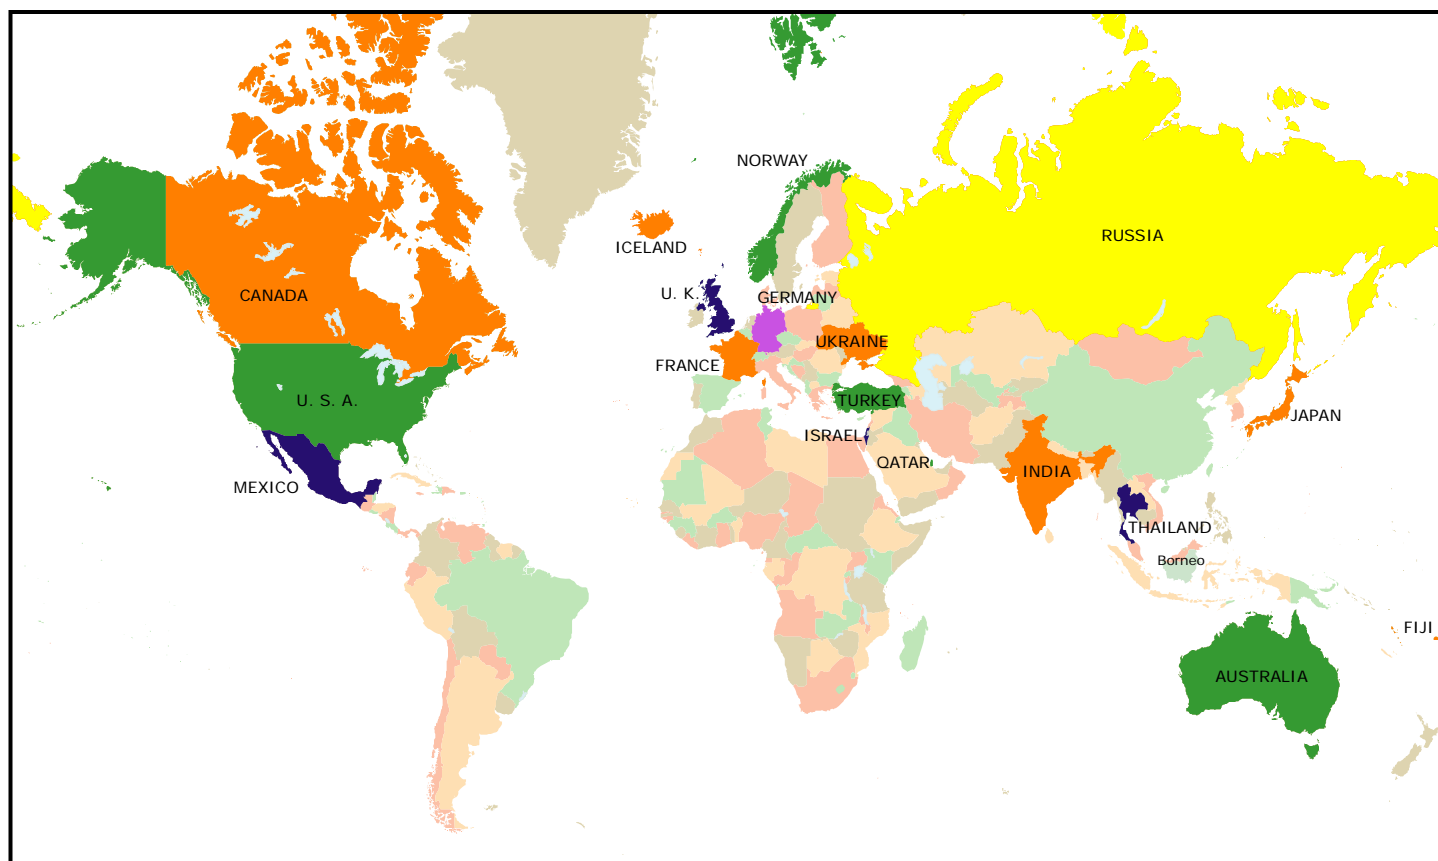 NORWAY
RUSSIA
ICELAND
CANADA
U. K.
GERMANY
UKRAINE
FRANCE
U. S. A.
TURKEY
JAPAN
ISRAEL
QATAR
INDIA
MEXICO
THAILAND
Borneo
FIJI
AUSTRALIA